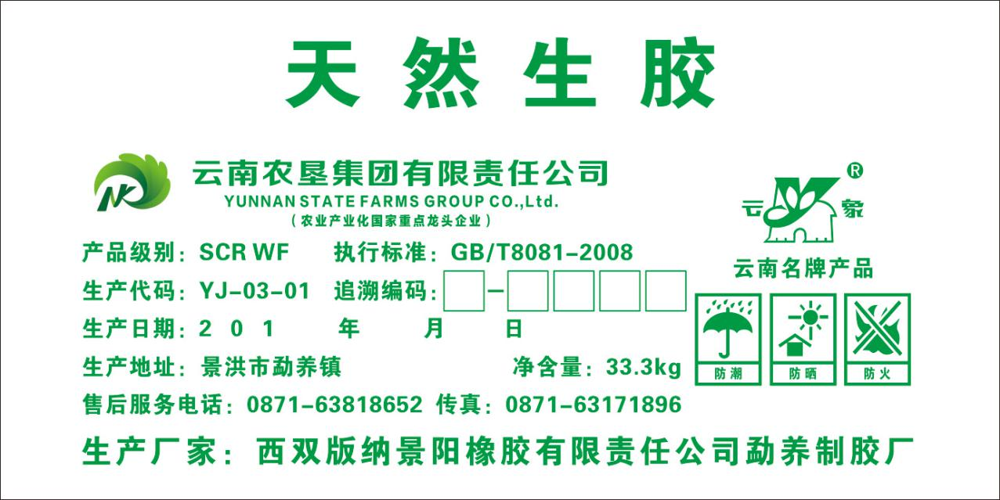 天然生胶
NK
云南农垦集团有限责任公司
YUNNAN STATE FARMS GROUP CO.,Ltd.
(农业产业化国家重点龙头企业)
®
云 象
云南名牌产品
产品级别：SCR WF 执行标准：GB/T8081-2008
生产代码：YJ-03-01 追溯编码：□-□□□□
生产日期：201 年 月 日
生产地址：景洪市勐养镇 净含量：33.3kg
防潮 防晒 防火
售后服务电话：0871-63818652 传真：0871-63171896
生产厂家：西双版纳景阳橡胶有限责任公司勐养制胶厂